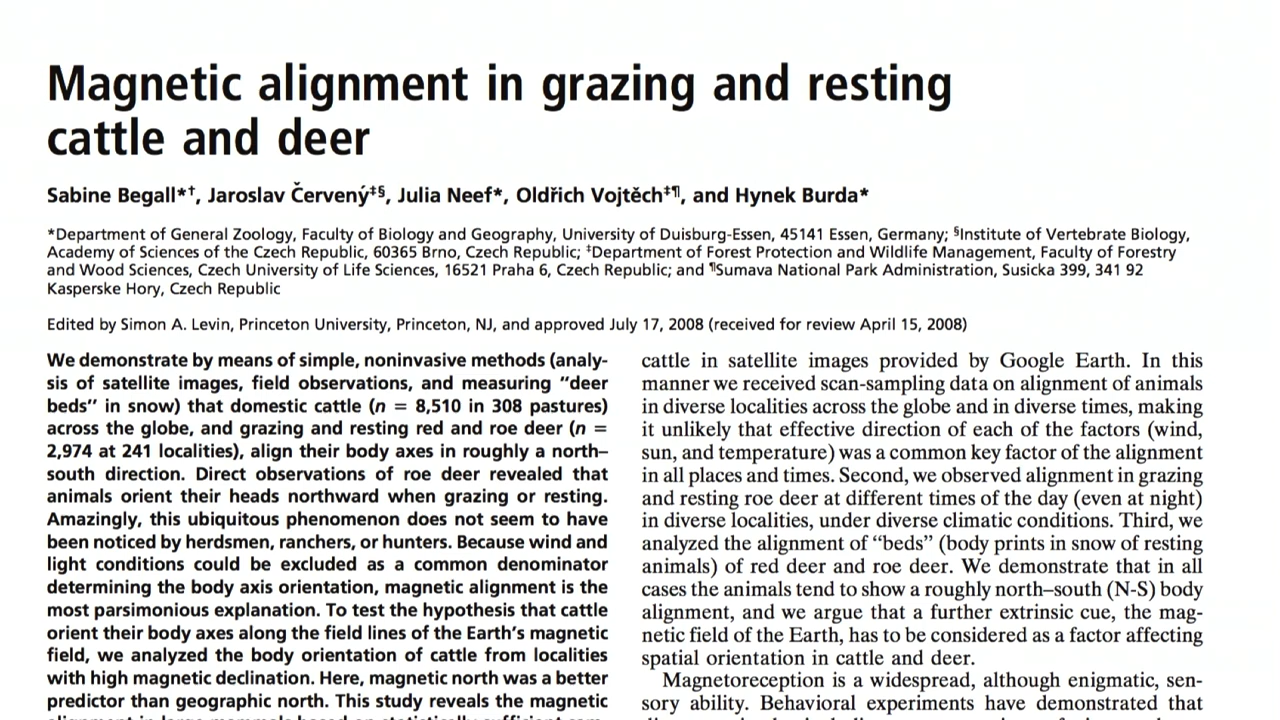 Magnetic alignment in grazing and resting
cattle and deer
Sabine Begall*†, Jaroslav Červený‡§, Julia Neef*, Oldřich Vojtěch‡¶, and Hynek Burda*
*Department of General Zoology, Faculty of Biology and Geography, University of Duisburg-Essen, 45141 Essen, Germany; §Institute of Vertebrate Biology,
Academy of Sciences of the Czech Republic, 60365 Brno, Czech Republic; ‡Department of Forest Protection and Wildlife Management, Faculty of Forestry
and Wood Sciences, Czech University of Life Sciences, 16521 Praha 6, Czech Republic; and ¶Sumava National Park Administration, Susicka 399, 341 92
Kasperske Hory, Czech Republic
Edited by Simon A. Levin, Princeton University, Princeton, NJ, and approved July 17, 2008 (received for review April 15, 2008)
We demonstrate by means of simple, noninvasive methods (analy-
sis of satellite images, field observations, and measuring “deer
beds” in snow) that domestic cattle (n = 8,510 in 308 pastures)
across the globe, and grazing and resting red and roe deer (n =
2,974 at 241 localities), align their body axes in roughly a north–
south direction. Direct observations of roe deer revealed that
animals orient their heads northward when grazing or resting.
Amazingly, this ubiquitous phenomenon does not seem to have
been noticed by herdsmen, ranchers, or hunters. Because wind and
light conditions could be excluded as a common denominator
determining the body axis orientation, magnetic alignment is the
most parsimonious explanation. To test the hypothesis that cattle
orient their body axes along the field lines of the Earth’s magnetic
field, we analyzed the body orientation of cattle from localities
with high magnetic declination. Here, magnetic north was a better
predictor than geographic north. This study reveals the magnetic
cattle in satellite images provided by Google Earth. In this
manner we received scan-sampling data on alignment of animals
in diverse localities across the globe and in diverse times, making
it unlikely that effective direction of each of the factors (wind,
sun, and temperature) was a common key factor of the alignment
in all places and times. Second, we observed alignment in grazing
and resting roe deer at different times of the day (even at night)
in diverse localities, under diverse climatic conditions. Third, we
analyzed the alignment of “beds” (body prints in snow of resting
animals) of red deer and roe deer. We demonstrate that in all
cases the animals tend to show a roughly north–south (N-S) body
alignment, and we argue that a further extrinsic cue, the mag-
netic field of the Earth, has to be considered as a factor affecting
spatial orientation in cattle and deer.
Magnetoreception is a widespread, although enigmatic, sen-
sory ability. Behavioral experiments have demonstrated that